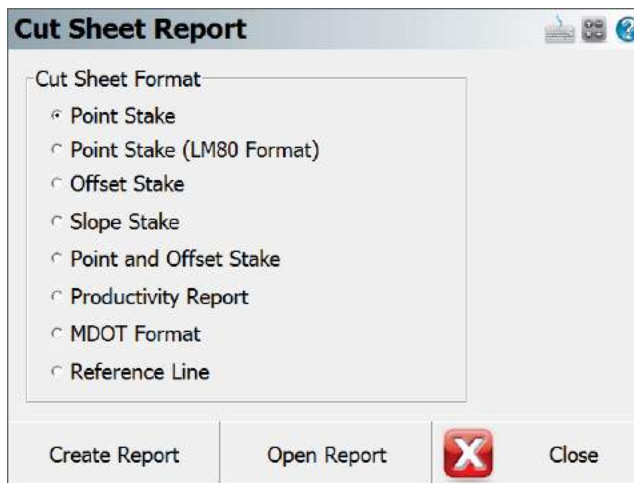 Cut Sheet Report
Cut Sheet Format
Point Stake
Point Stake (LM80 Format)
Offset Stake
Slope Stake
Point and Offset Stake
Productivity Report
MDOT Format
Reference Line
Create Report
Open Report
Close